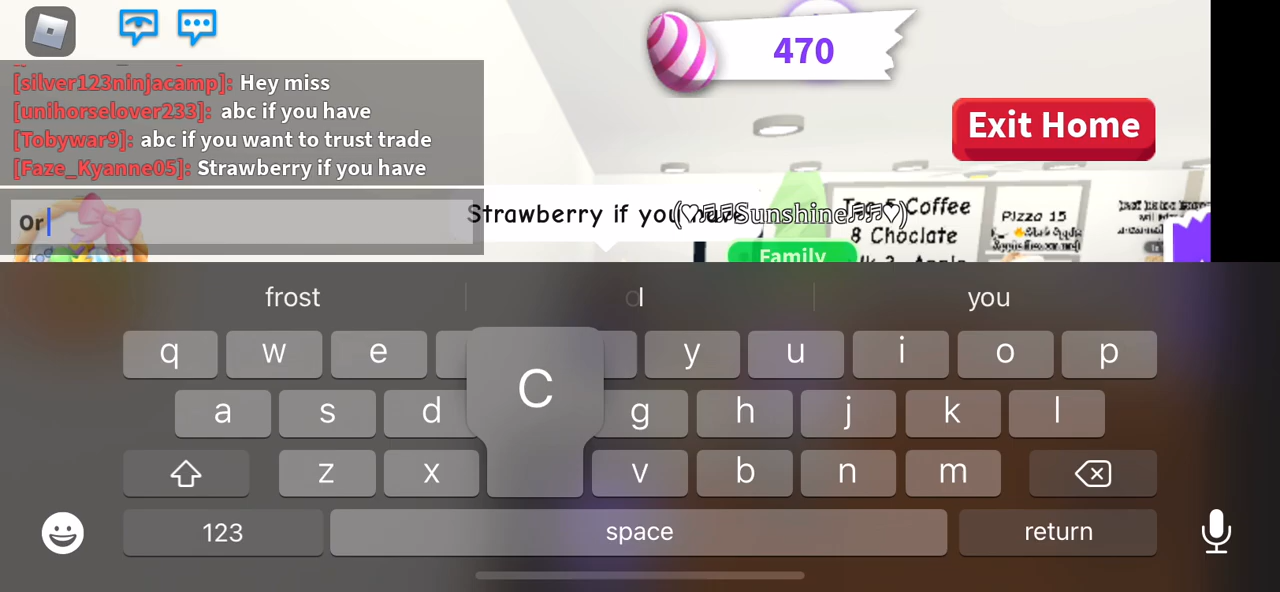 470
[silver123ninjacamp]: Hey miss
[unihorselover233]: abc if you have
[Tobywar9]: abc if you want to trust trade
[Faze_Kyanne05]: Strawberry if you have
Exit Home
Or
Strawberry if you have
(♥♫♫Sunshine♫♫♥)
Coffee
8 Choclate
Pizza 15
Family
Apple
frost
you
q w e y u i o p
a s d g h j k l
C
z x v b n m
123
space
return